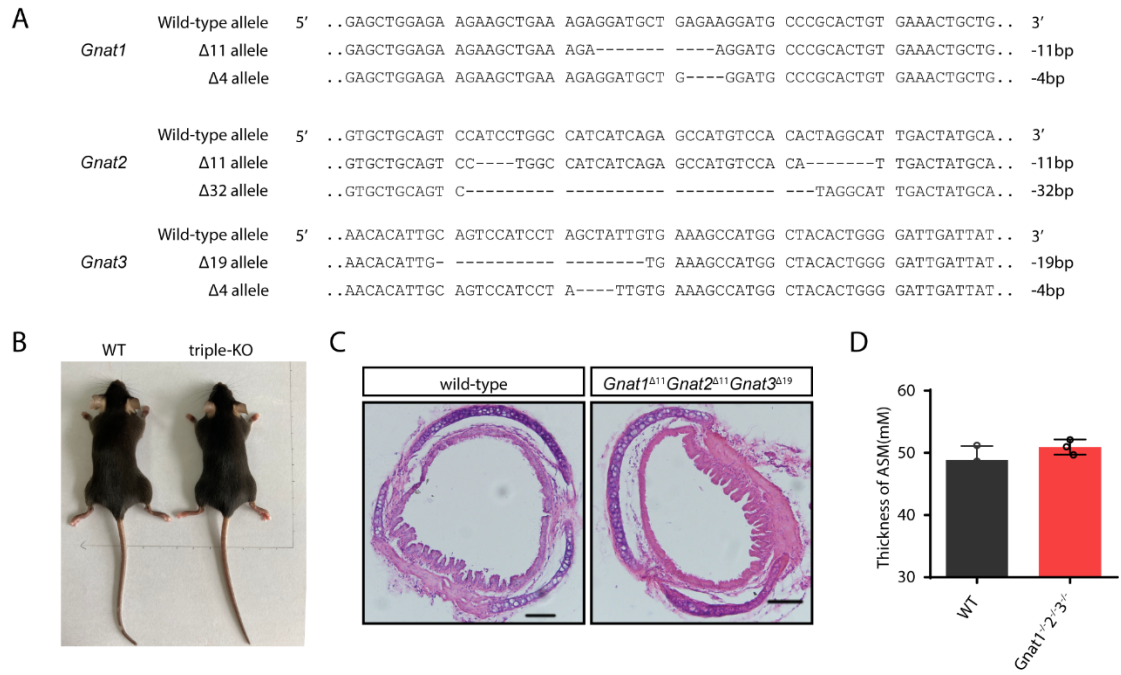 A
Wild-type allele 5’ ..GAGCTGGAGA AGAAGCTGAA AGAGGATGCT GAGAAGGATG CCCGCACTGT GAAACTGCTG.. 3’
Gnat1 Δ11 allele ..GAGCTGGAGA AGAAGCTGAA AGA------- ----AGGATG CCCGCACTGT GAAACTGCTG.. -11bp
Δ4 allele ..GAGCTGGAGA AGAAGCTGAA AGAGGATGCT G----GGATG CCCGCACTGT GAAACTGCTG.. -4bp
Wild-type allele 5’ ..GTGCTGCAGT CCATCCTGGC CATCATCAGA GCCATGTCCA CACTAGGCAT TGACTATGCA.. 3’
Gnat2 Δ11 allele ..GTGCTGCAGT CC----TGGC CATCATCAGA GCCATGTCCA CA-------T TGACTATGCA.. -11bp
Δ32 allele ..GTGCTGCAGT C--------- ---------- ---------- ---TAGGCAT TGACTATGCA.. -32bp
Wild-type allele 5’ ..AACACATTGC AGTCCATCCT AGCTATTGTG AAAGCCATGG CTACACTGGG GATTGATTAT.. 3’
Gnat3 Δ19 allele ..AACACATTG- ---------- --------TG AAAGCCATGG CTACACTGGG GATTGATTAT.. -19bp
Δ4 allele ..AACACATTGC AGTCCATCCT A----TTGTG AAAGCCATGG CTACACTGGG GATTGATTAT.. -4bp
B
WT triple-KO
C
wild-type Gnat1Δ11Gnat2Δ11Gnat3Δ19
D
Thickness of ASM(mM)
60
50
40
30
WT
Gnat1-/-2-/-3-/-